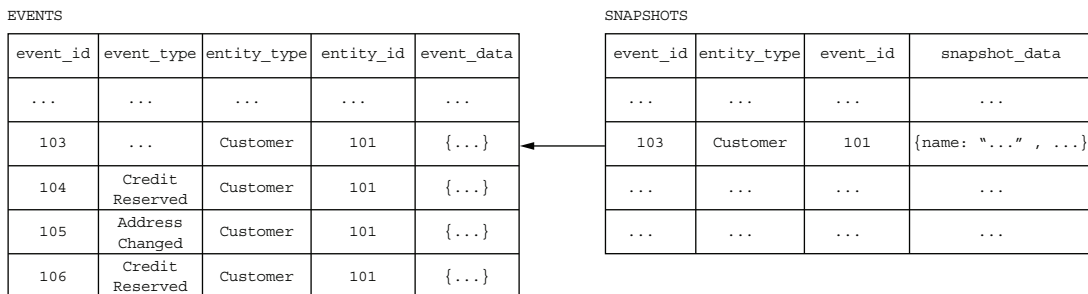 EVENTS
event_id event_type entity_type entity_id event_data
... ... ... ... ...
103 ... Customer 101 {...}
104 Credit Reserved Customer 101 {...}
105 Address Changed Customer 101 {...}
106 Credit Reserved Customer 101 {...}
SNAPSHOTS
event_id entity_type event_id snapshot_data
... ... ... ...
103 Customer 101 {name: “...” , ...}
... ... ... ...
... ... ... ...